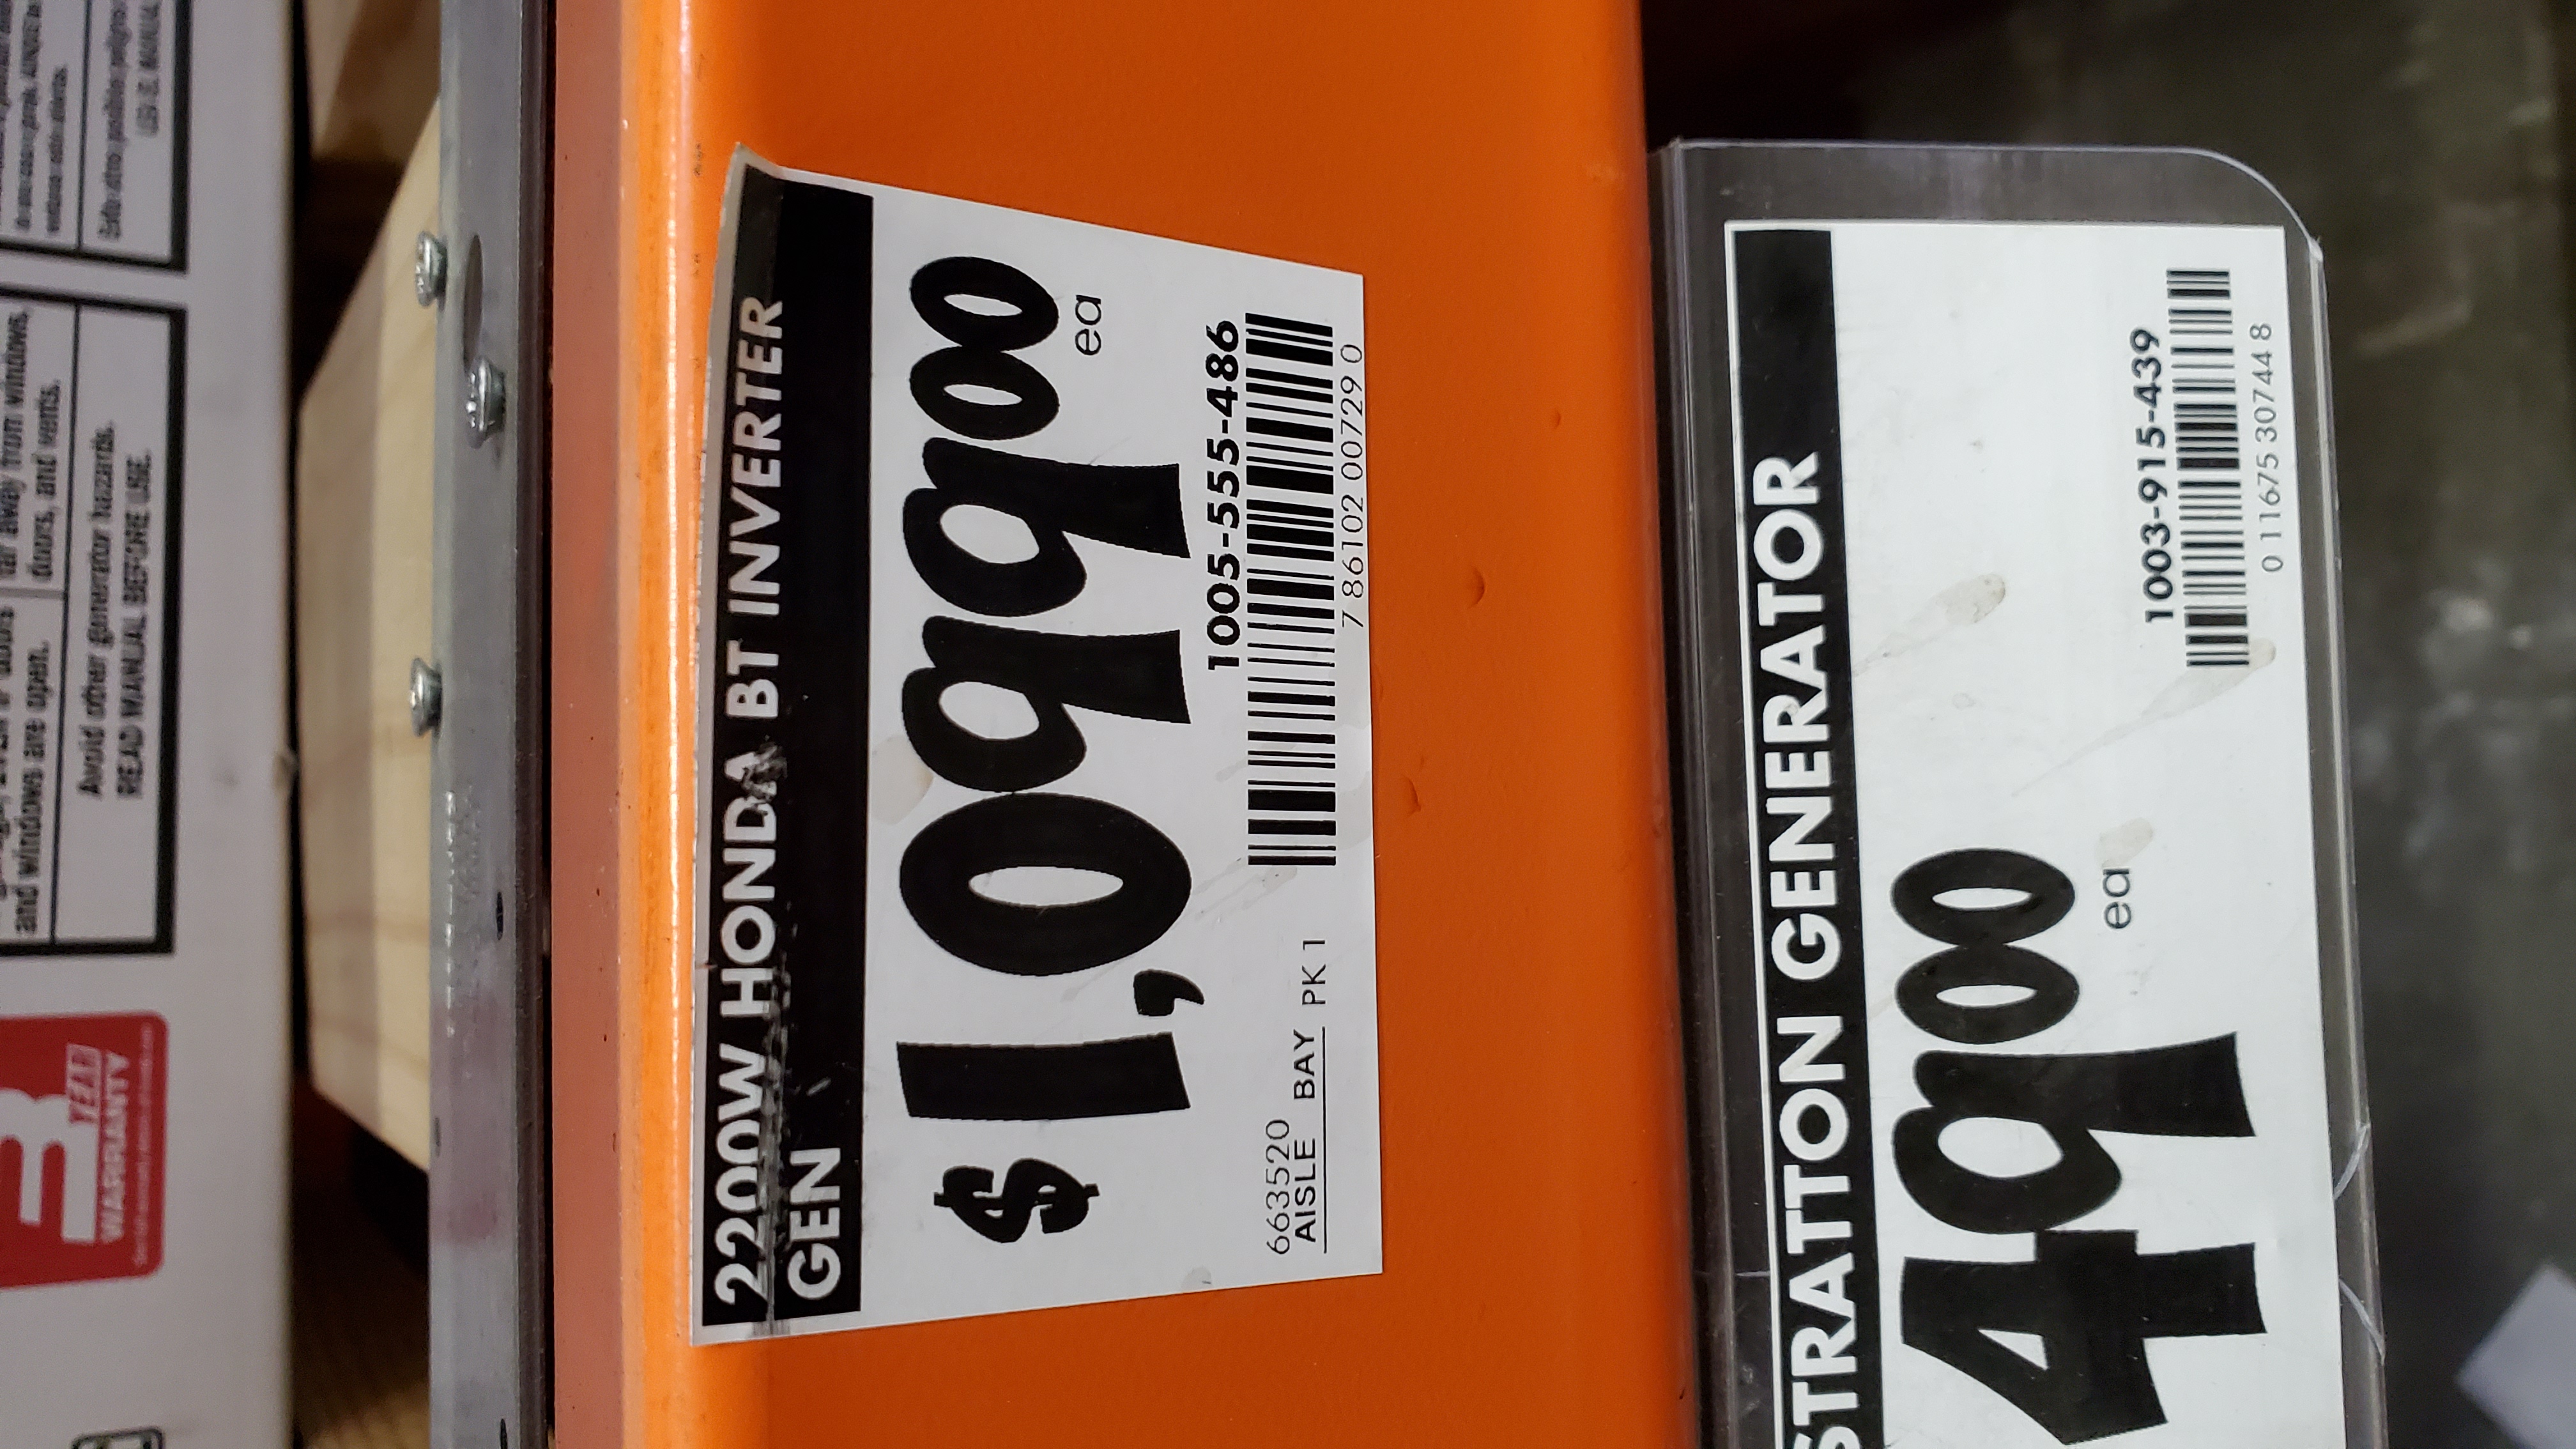 and windows are open.
far away from windows,
doors, and vents.
Avoid other generator hazards.
READ MANUAL BEFORE USE.
3
YEAR
WARRANTY
2200W HONDA BT INVERTER
GEN
$1,09900
ea
1005-555-486
7 86102 00729 0
663520
AISLE BAY PK 1
STRATTON GENERATOR
4900
ea
1003-915-439
0 11675 30744 8